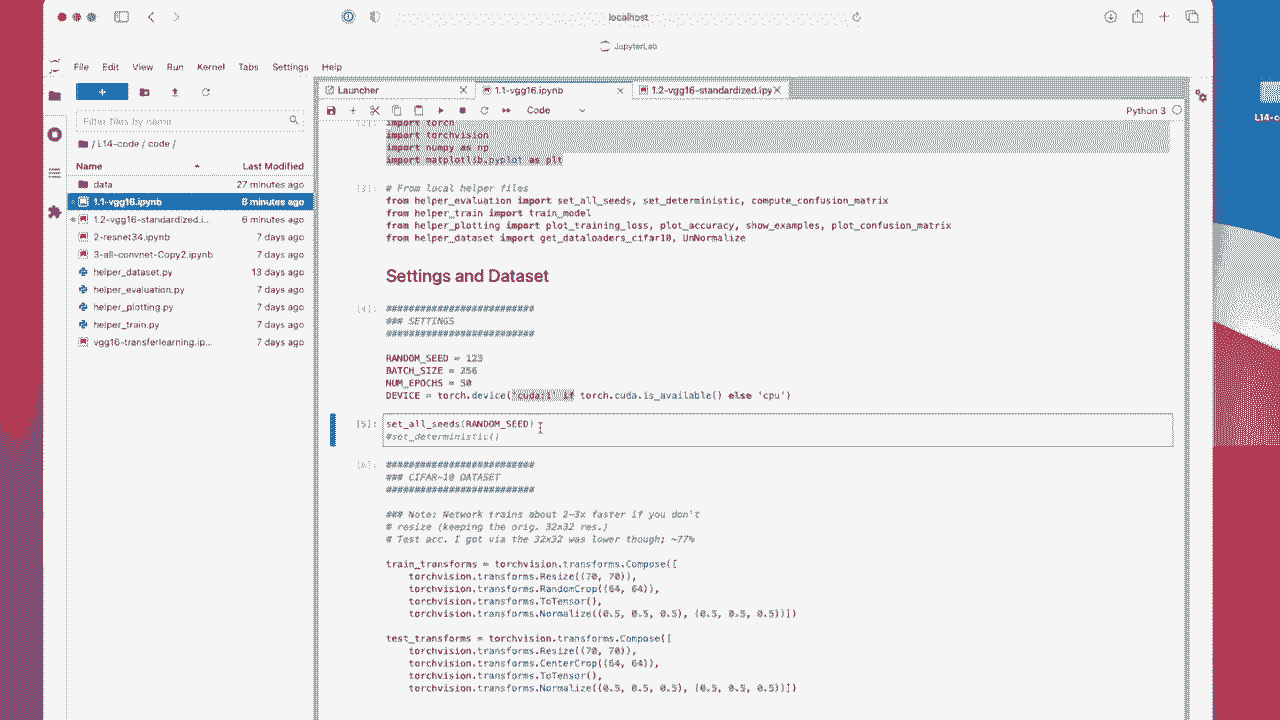 localhost
JupyterLab
File Edit View Run Kernel Tabs Settings Help
Launcher
1.1-vgg16.ipynb
1.2-vgg16-standardized.ipy
Code
Python 3
Filter files by name
/ L14-code / code /
Name Last Modified
data 27 minutes ago
1.1-vgg16.ipynb 6 minutes ago
1.2-vgg16-standardized.i... 6 minutes ago
2-resnet34.ipynb 7 days ago
3-all-convnet-Copy2.ipynb 7 days ago
helper_dataset.py 13 days ago
helper_evaluation.py 7 days ago
helper_plotting.py 7 days ago
helper_train.py 7 days ago
vgg16-transferlearning.ip... 7 days ago
import torch
import torchvision
import numpy as np
import matplotlib.pyplot as plt
[3]: # From local helper files
from helper_evaluation import set_all_seeds, set_deterministic, compute_confusion_matrix
from helper_train import train_model
from helper_plotting import plot_training_loss, plot_accuracy, show_examples, plot_confusion_matrix
from helper_dataset import get_dataloaders_cifar10, UnNormalize
Settings and Dataset
[4]: ##########################
### SETTINGS
##########################
RANDOM_SEED = 123
BATCH_SIZE = 256
NUM_EPOCHS = 50
DEVICE = torch.device('cuda:1' if torch.cuda.is_available() else 'cpu')
[5]: set_all_seeds(RANDOM_SEED)
#set_deterministic()
[6]: ##########################
### CIFAR-10 DATASET
##########################
### Note: Network trains about 2-3x faster if you don't
# resize (keeping the orig. 32x32 res.)
# Test acc. I got via the 32x32 was lower though; ~77%
train_transforms = torchvision.transforms.Compose([
torchvision.transforms.Resize((70, 70)),
torchvision.transforms.RandomCrop((64, 64)),
torchvision.transforms.ToTensor(),
torchvision.transforms.Normalize((0.5, 0.5, 0.5), (0.5, 0.5, 0.5))])
test_transforms = torchvision.transforms.Compose([
torchvision.transforms.Resize((70, 70)),
torchvision.transforms.CenterCrop((64, 64)),
torchvision.transforms.ToTensor(),
torchvision.transforms.Normalize((0.5, 0.5, 0.5), (0.5, 0.5, 0.5))])
L14-c